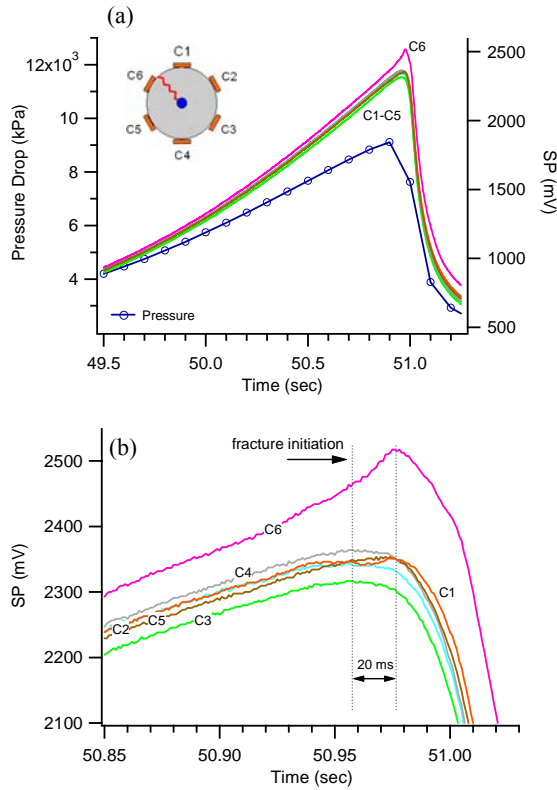 (a)
C1
C6
C2
C5
C3
C4
C6
C1-C5
12x10³
10
8
6
4
Pressure Drop (kPa)
2500
2000
1500
1000
500
SP (mV)
Pressure
49.5
50.0
50.5
51.0
Time (sec)
(b)
fracture initiation
2500
2400
2300
2200
2100
SP (mV)
C6
C4
C1
C2
C5
C3
20 ms
50.85
50.90
50.95
51.00
Time (sec)